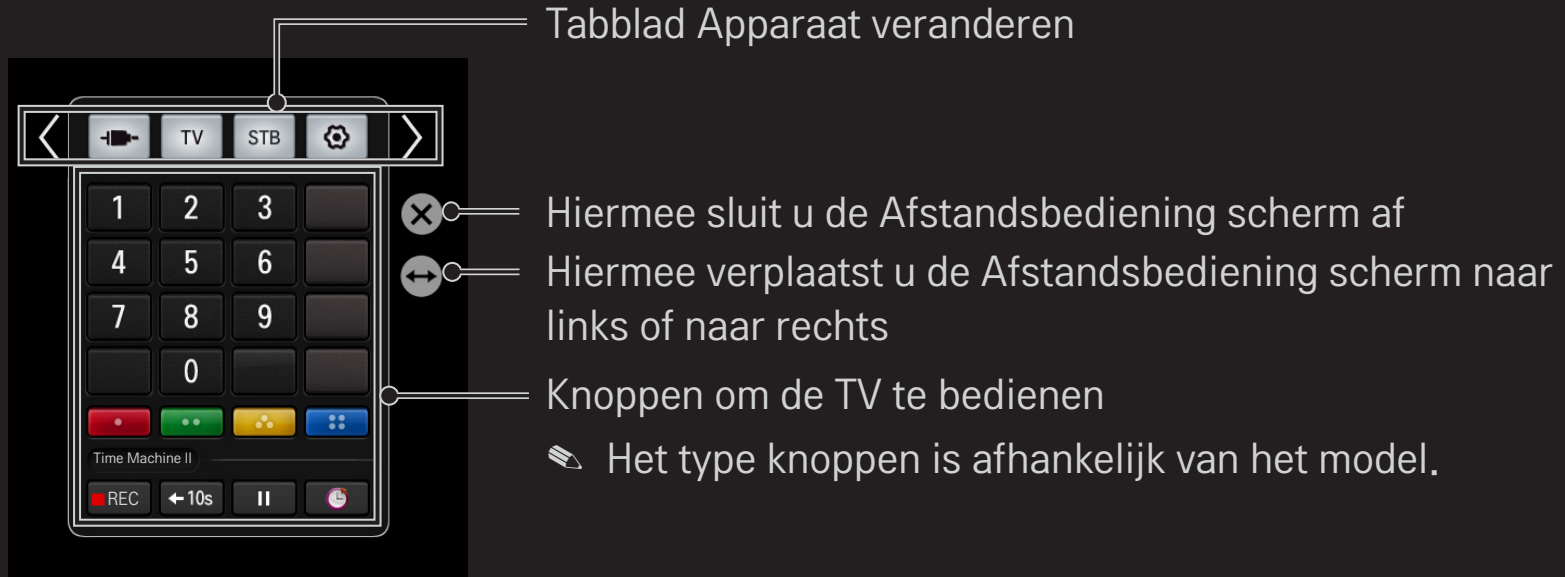 Tabblad Apparaat veranderen
TV STB
1 2 3
Hiermee sluit u de Afstandsbediening scherm af
4 5 6
Hiermee verplaatst u de Afstandsbediening scherm naar
links of naar rechts
7 8 9
0
Knoppen om de TV te bedienen
✎ Het type knoppen is afhankelijk van het model.
Time Machine II
REC ←10s